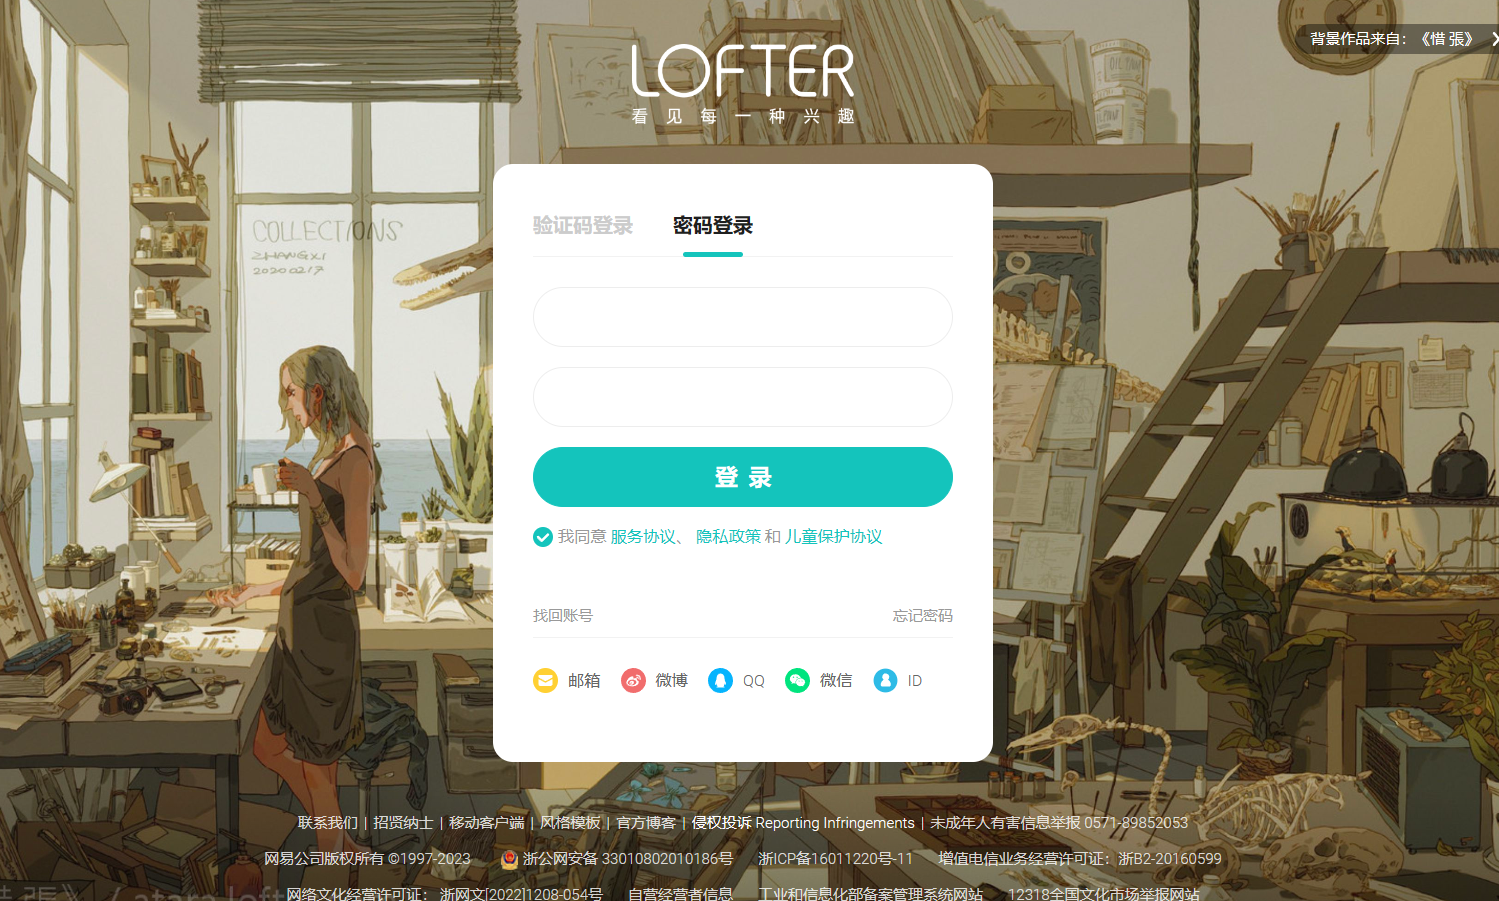 背景作品来自：《惜 張》
LOFTER
看见每一种兴趣
验证码登录 密码登录
COLLECTIONS
ZHANGXI
20200217
登 录
我同意 服务协议、 隐私政策 和 儿童保护协议
找回账号 忘记密码
邮箱 微博 QQ 微信 ID
联系我们 | 招贤纳士 | 移动客户端 | 风格模板 | 官方博客 | 侵权投诉 Reporting Infringements | 未成年人有害信息举报 0571-89852053
网易公司版权所有 ©1997-2023 浙公网安备 33010802010186号 浙ICP备16011220号-11 增值电信业务经营许可证：浙B2-20160599
网络文化经营许可证： 浙网文[2022]1208-054号 自营经营者信息 工业和信息化部备案管理系统网站 12318全国文化市场举报网站